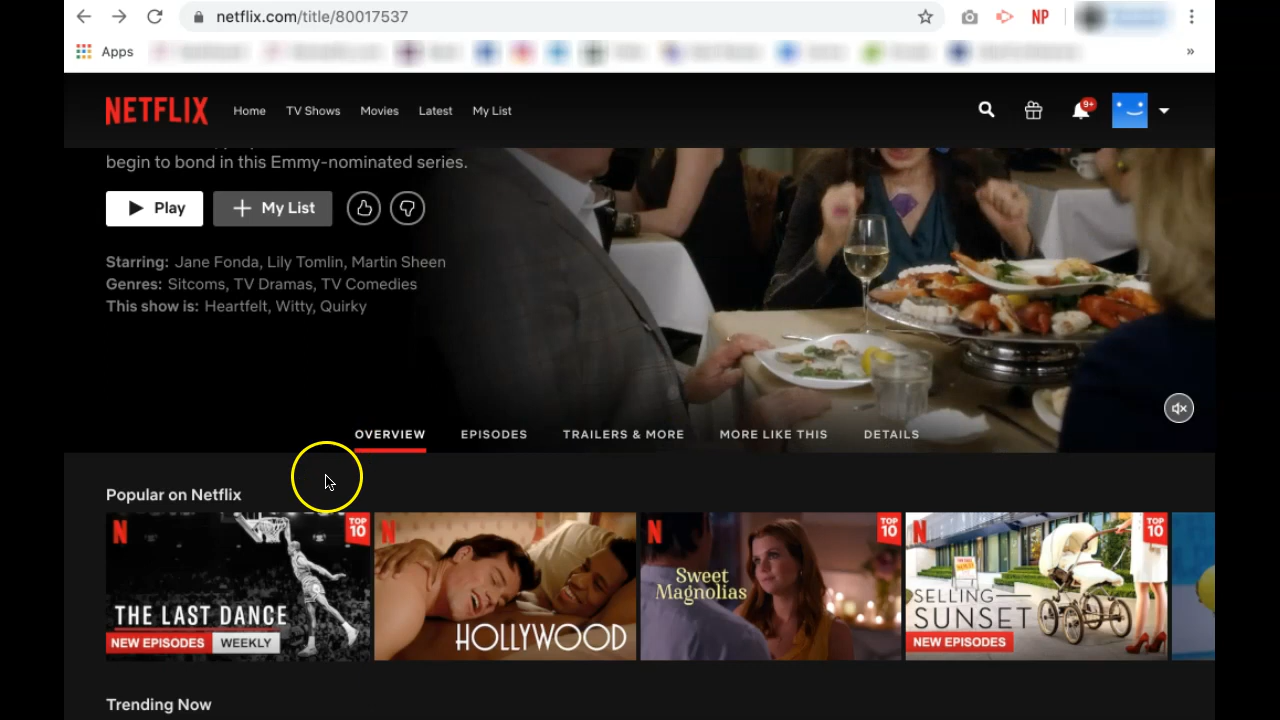 netflix.com/title/80017537
NP
Apps
»
NETFLIX
Home
TV Shows
Movies
Latest
My List
9+
begin to bond in this Emmy-nominated series.
Play
My List
Starring: Jane Fonda, Lily Tomlin, Martin Sheen
Genres: Sitcoms, TV Dramas, TV Comedies
This show is: Heartfelt, Witty, Quirky
OVERVIEW
EPISODES
TRAILERS & MORE
MORE LIKE THIS
DETAILS
Popular on Netflix
N
TOP
10
THE LAST DANCE
NEW EPISODES WEEKLY
N
HOLLYWOOD
N
TOP
10
Sweet
Magnolias
N
TOP
10
SELLING
SUNSET
NEW EPISODES
Trending Now